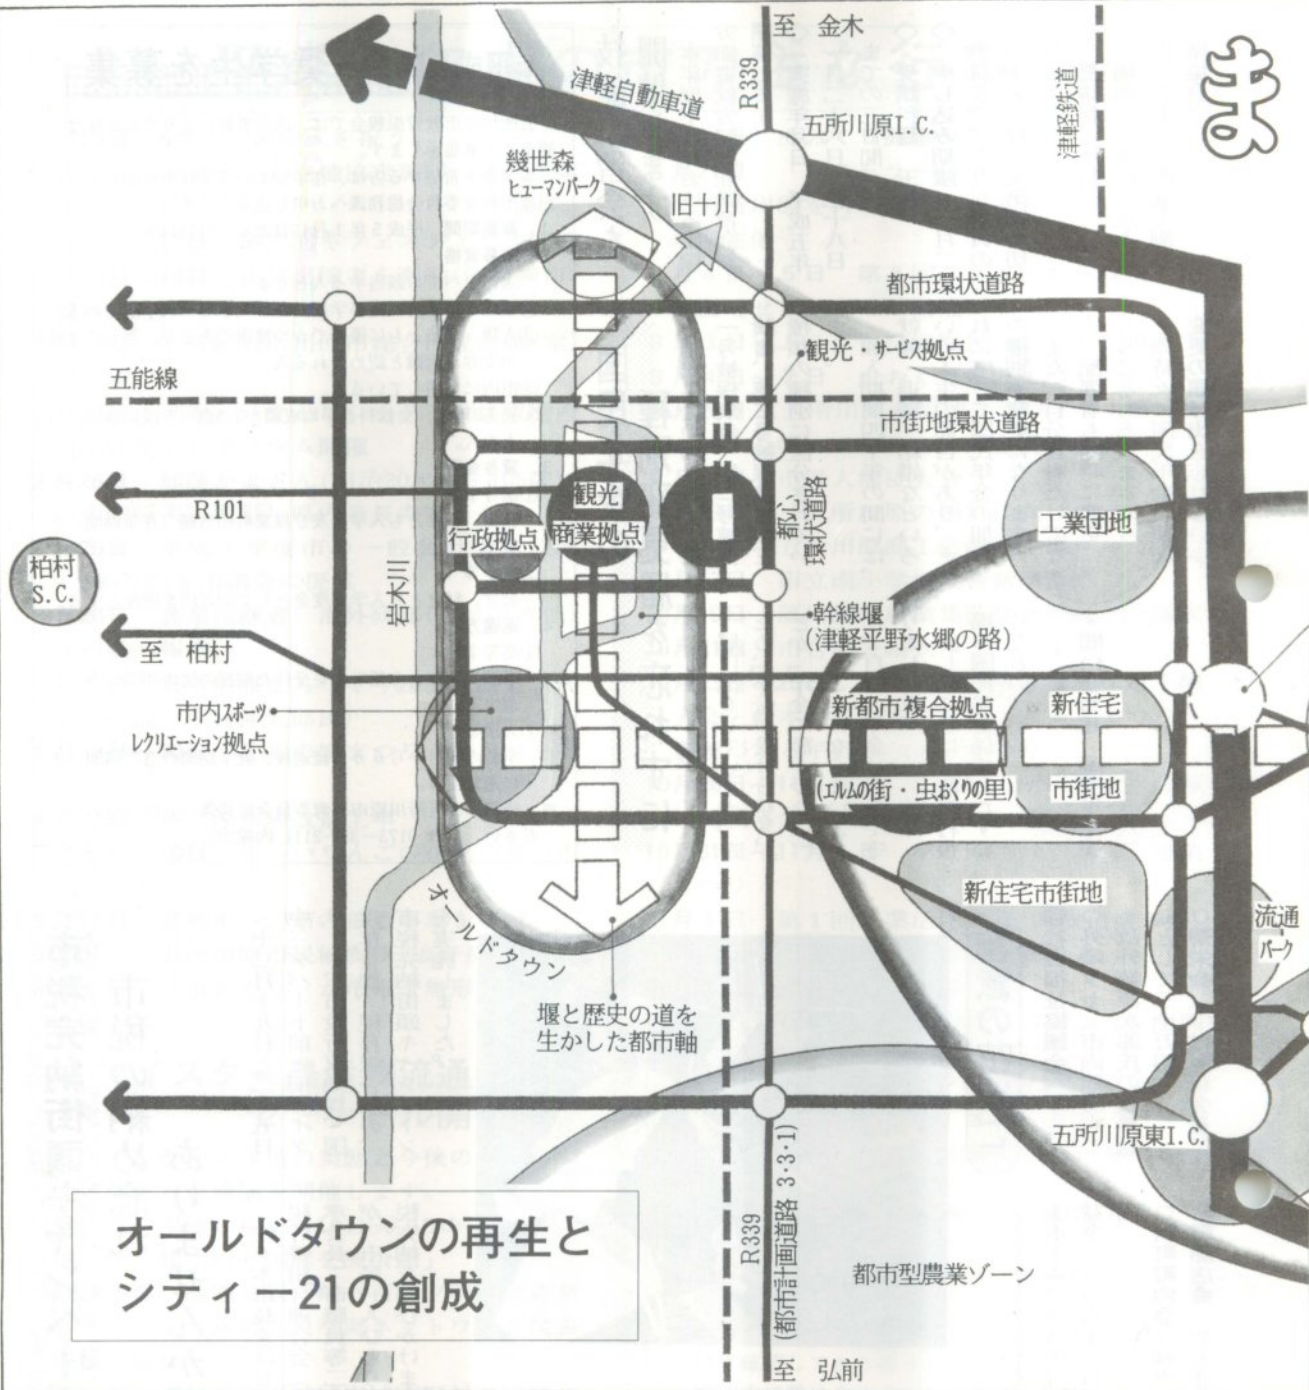 ま
至 金木
R339
津軽鉄道
津軽自動車道
五所川原I.C.
幾世森
ヒューマンパーク
旧十川
都市環状道路
・観光・サービス拠点
五能線
市街地環状道路
R101
観光
商業拠点
行政拠点
都心
環状道路
工業団地
柏村
S.C.
岩木川
・幹線堰
(津軽平野水郷の路)
至 柏村
市内スポーツ・
レクリエーション拠点
新都市複合拠点
(エルムの街・虫おくりの里)
新住宅
市街地
新住宅市街地
流通
パーク
オールドタウン
堰と歴史の道を
生かした都市軸
五所川原東I.C.
オールドタウンの再生と
シティー21の創成
R339
(都市計画道路 3・3・1)
都市型農業ゾーン
至 弘前